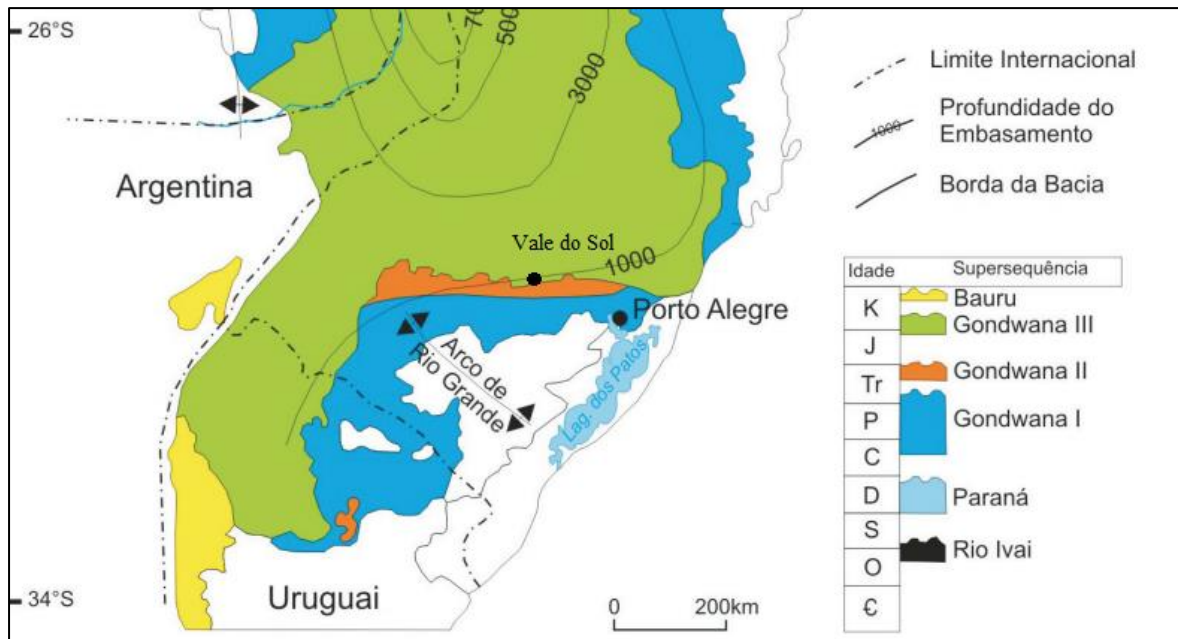 26°S
34°S
Argentina
Uruguai
Vale do Sol
Porto Alegre
Arco de
Rio Grande
Lag. dos Patos
3000
1000
0 200km
Limite Internacional
1000
Profundidade do
Embasamento
Borda da Bacia
Idade Supersequência
K Bauru
Gondwana III
J
Tr Gondwana II
P Gondwana I
C
D Paraná
S
O Rio Ivai
€